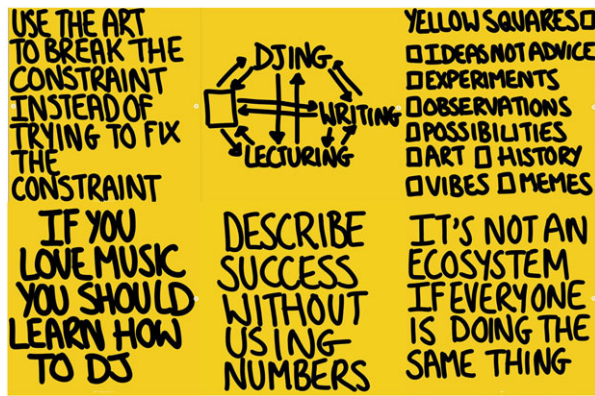 USE THE ART
TO BREAK THE
CONSTRAINT
INSTEAD OF
TRYING TO FIX
THE
CONSTRAINT
DJING
WRITING
LECTURING
YELLOW SQUARES
IDEAS NOT ADVICE
EXPERIMENTS
OBSERVATIONS
POSSIBILITIES
ART HISTORY
VIBES MEMES
IF YOU
LOVE MUSIC
YOU SHOULD
LEARN HOW
TO DJ
DESCRIBE
SUCCESS
WITHOUT
USING
NUMBERS
IT'S NOT AN
ECOSYSTEM
IF EVERYONE
IS DOING THE
SAME THING